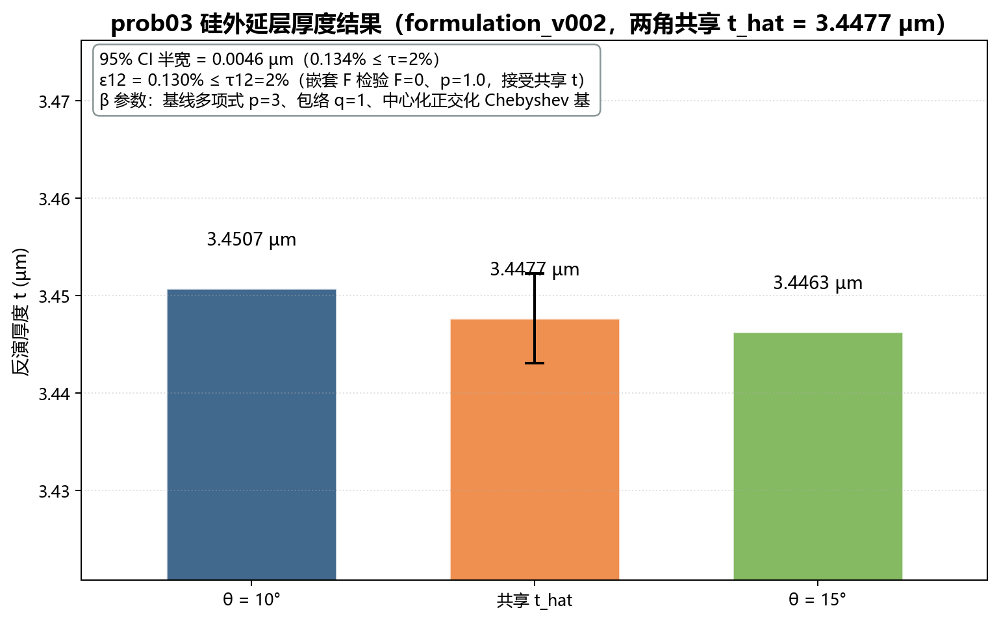 prob03 硅外延层厚度结果（formulation_v002，两角共享 t_hat = 3.4477 μm）
95% CI 半宽 = 0.0046 μm（0.134% ≤ τ=2%）
ε12 = 0.130% ≤ τ12=2%（嵌套 F 检验 F=0、p=1.0，接受共享 t）
β 参数：基线多项式 p=3、包络 q=1、中心化正交化 Chebyshev 基
反演厚度 t (μm)
3.47
3.46
3.45
3.44
3.43
3.4507 μm
3.4477 μm
3.4463 μm
θ = 10°
共享 t_hat
θ = 15°